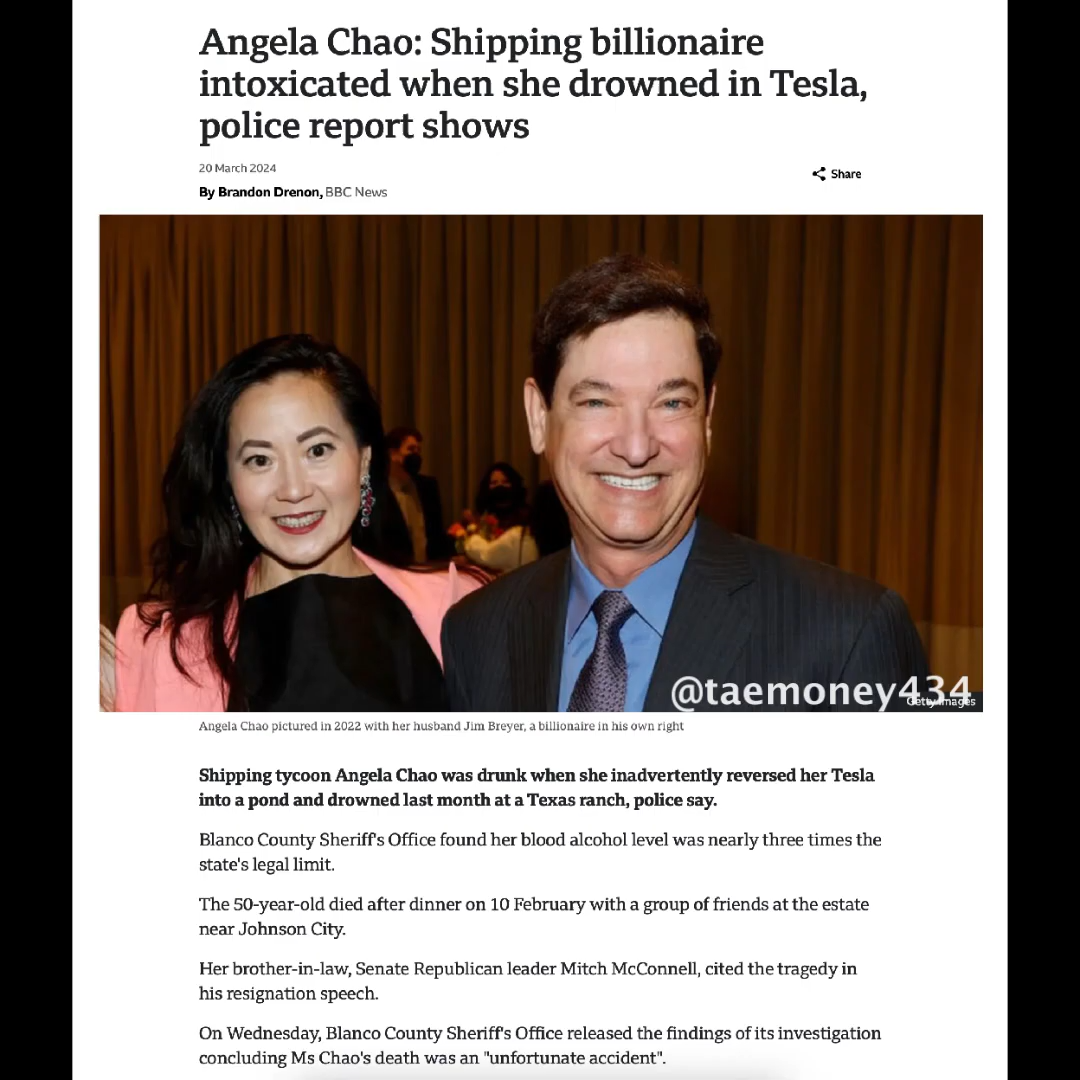 Angela Chao: Shipping billionaire
intoxicated when she drowned in Tesla,
police report shows
20 March 2024
Share
By Brandon Drenon, BBC News
@taemoney434
Getty Images
Angela Chao pictured in 2022 with her husband Jim Breyer, a billionaire in his own right
Shipping tycoon Angela Chao was drunk when she inadvertently reversed her Tesla
into a pond and drowned last month at a Texas ranch, police say.
Blanco County Sheriff's Office found her blood alcohol level was nearly three times the
state's legal limit.
The 50-year-old died after dinner on 10 February with a group of friends at the estate
near Johnson City.
Her brother-in-law, Senate Republican leader Mitch McConnell, cited the tragedy in
his resignation speech.
On Wednesday, Blanco County Sheriff's Office released the findings of its investigation
concluding Ms Chao's death was an "unfortunate accident".